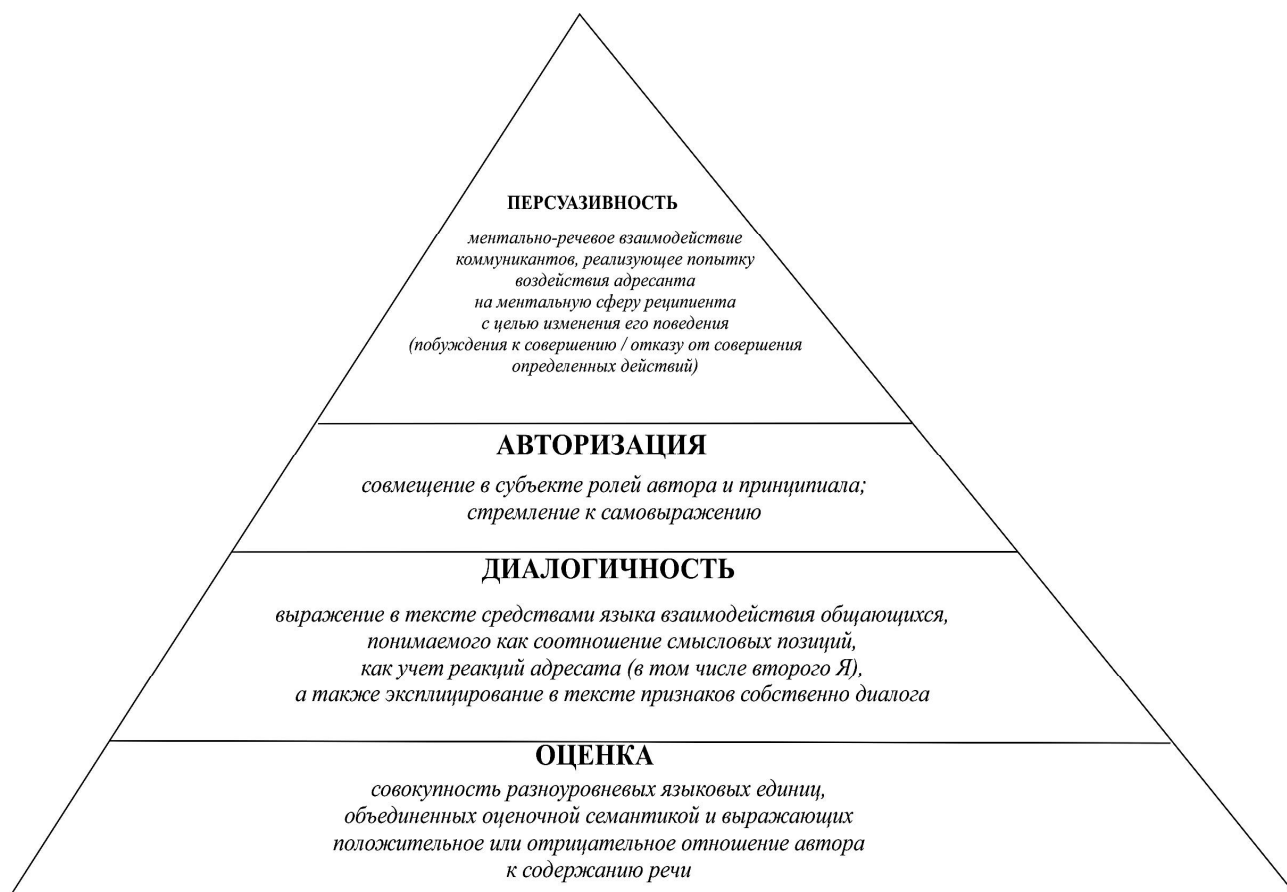 ПЕРСУАЗИВНОСТЬ
ментально-речевое взаимодействие
коммуникантов, реализующее попытку
воздействия адресанта
на ментальную сферу реципиента
с целью изменения его поведения
(побуждения к совершению / отказу от совершения
определенных действий)
АВТОРИЗАЦИЯ
совмещение в субъекте ролей автора и принципиала;
стремление к самовыражению
ДИАЛОГИЧНОСТЬ
выражение в тексте средствами языка взаимодействия общающихся,
понимаемого как соотношение смысловых позиций,
как учет реакций адресата (в том числе второго Я),
а также эксплицирование в тексте признаков собственно диалога
ОЦЕНКА
совокупность разноуровневых языковых единиц,
объединенных оценочной семантикой и выражающих
положительное или отрицательное отношение автора
к содержанию речи